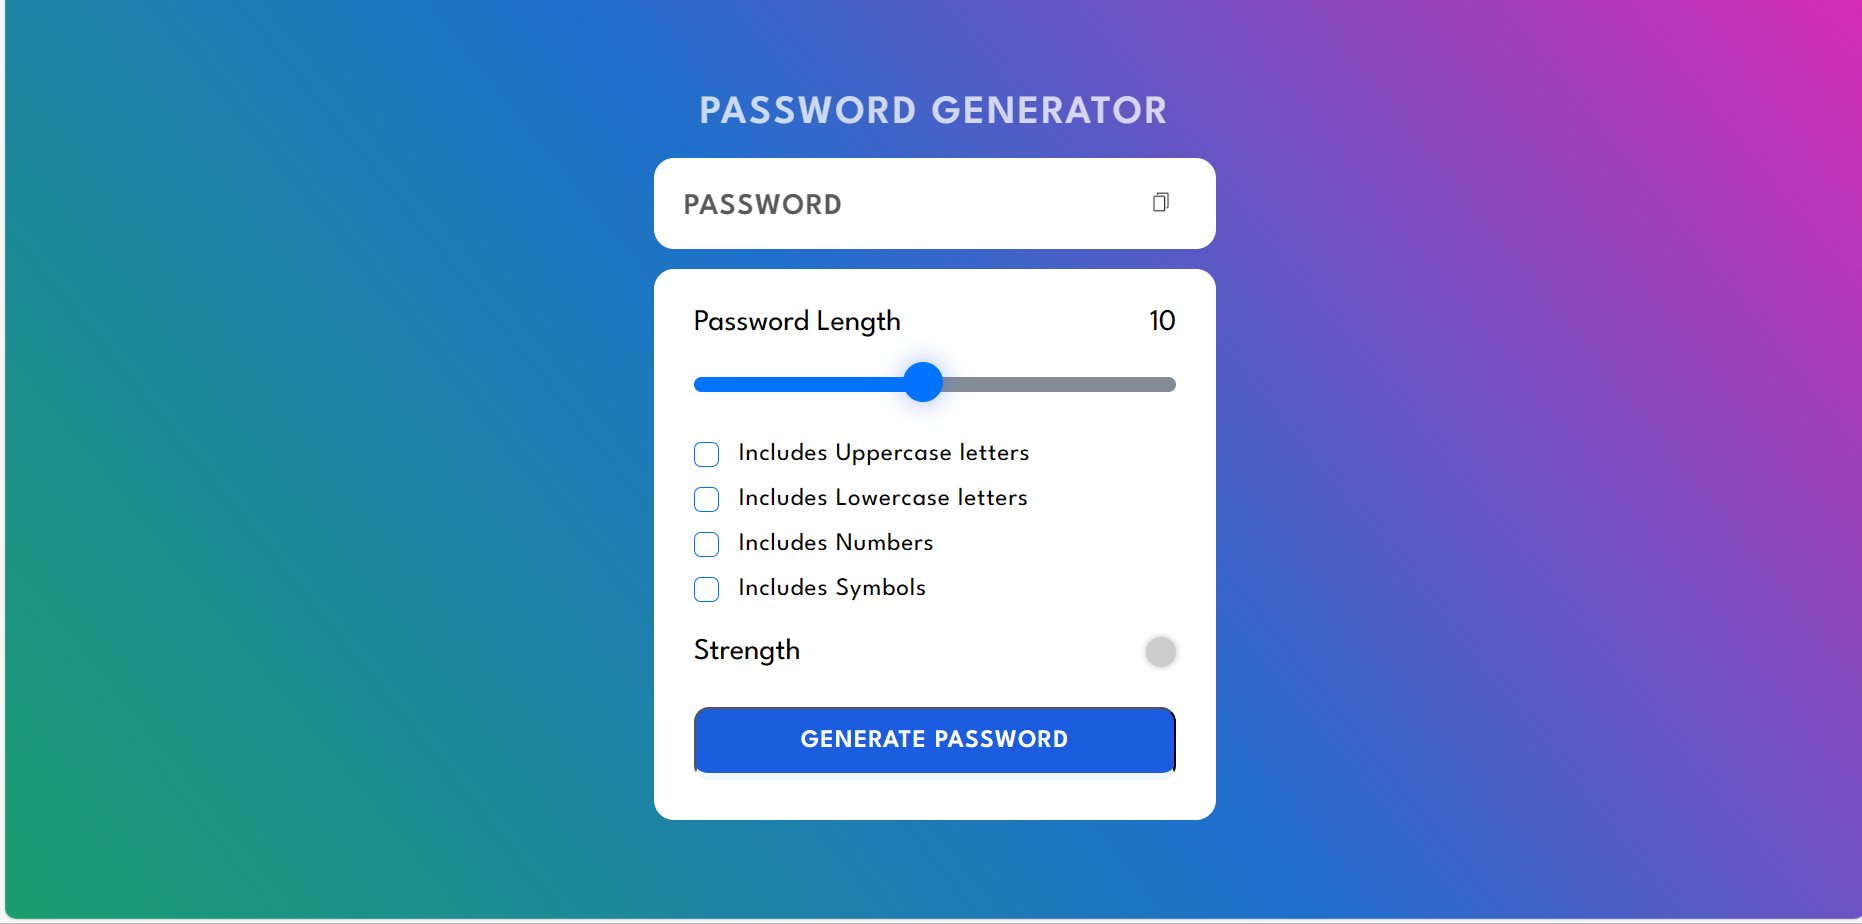 PASSWORD GENERATOR
PASSWORD
Password Length 10
Includes Uppercase letters
Includes Lowercase letters
Includes Numbers
Includes Symbols
Strength
GENERATE PASSWORD